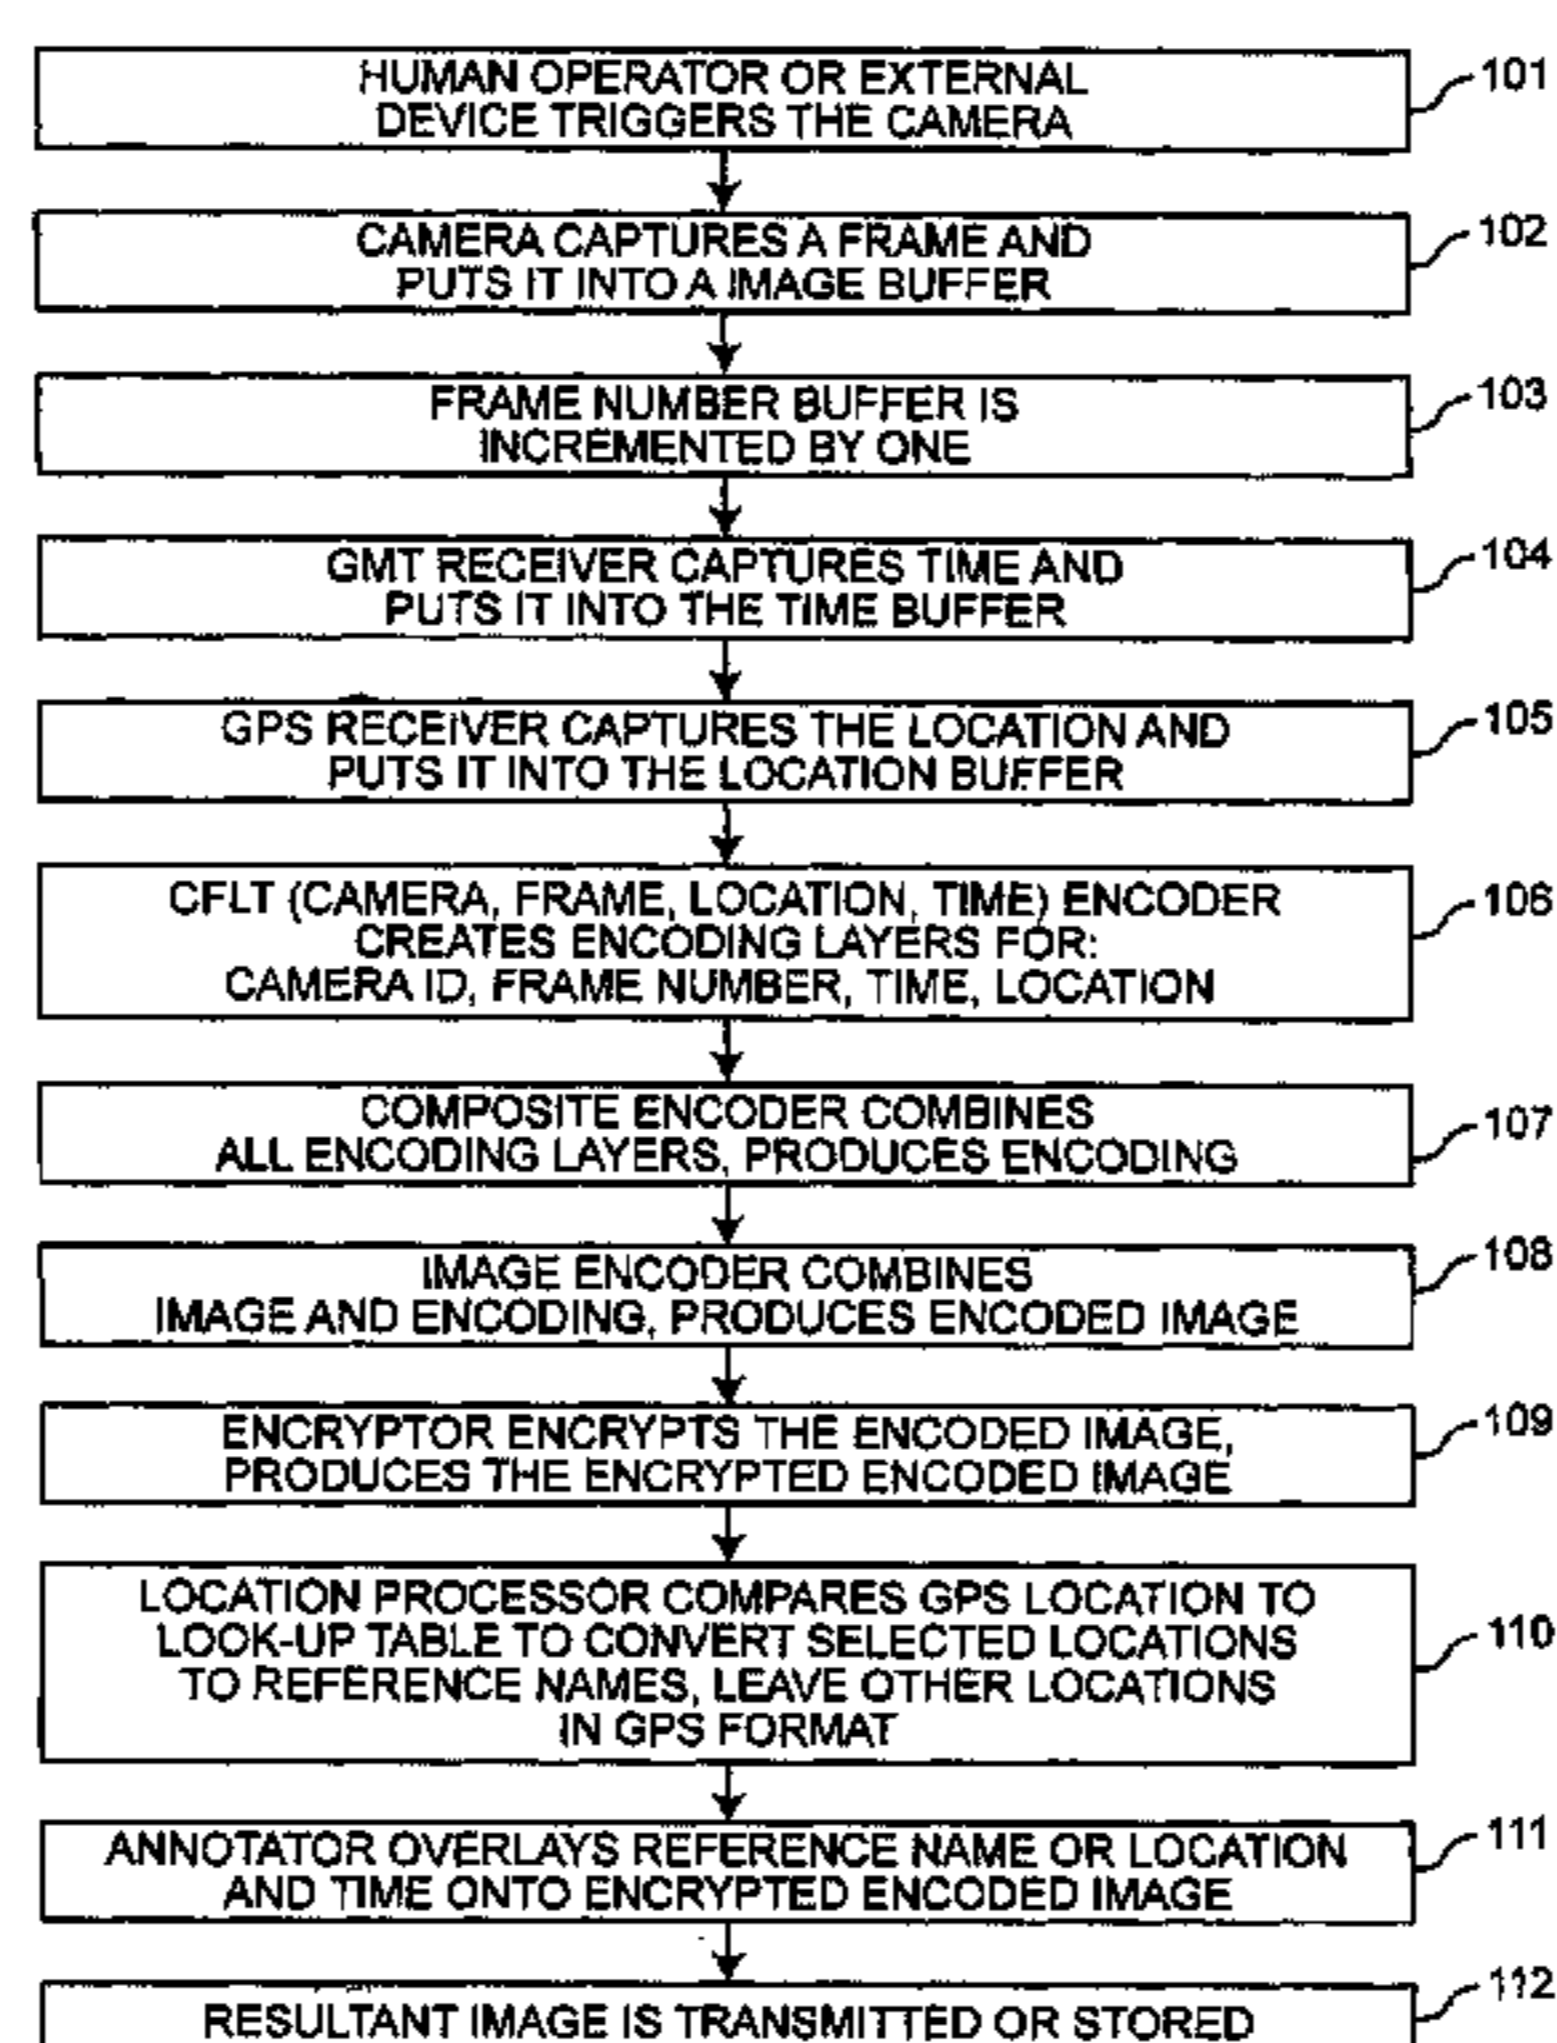 HUMAN OPERATOR OR EXTERNAL
DEVICE TRIGGERS THE CAMERA
101
CAMERA CAPTURES A FRAME AND
PUTS IT INTO A IMAGE BUFFER
102
FRAME NUMBER BUFFER IS
INCREMENTED BY ONE
103
GMT RECEIVER CAPTURES TIME AND
PUTS IT INTO THE TIME BUFFER
104
GPS RECEIVER CAPTURES THE LOCATION AND
PUTS IT INTO THE LOCATION BUFFER
105
CFLT (CAMERA, FRAME, LOCATION, TIME) ENCODER
CREATES ENCODING LAYERS FOR:
CAMERA ID, FRAME NUMBER, TIME, LOCATION
106
COMPOSITE ENCODER COMBINES
ALL ENCODING LAYERS, PRODUCES ENCODING
107
IMAGE ENCODER COMBINES
IMAGE AND ENCODING, PRODUCES ENCODED IMAGE
108
ENCRYPTOR ENCRYPTS THE ENCODED IMAGE,
PRODUCES THE ENCRYPTED ENCODED IMAGE
109
LOCATION PROCESSOR COMPARES GPS LOCATION TO
LOOK-UP TABLE TO CONVERT SELECTED LOCATIONS
TO REFERENCE NAMES, LEAVE OTHER LOCATIONS
IN GPS FORMAT
110
ANNOTATOR OVERLAYS REFERENCE NAME OR LOCATION
AND TIME ONTO ENCRYPTED ENCODED IMAGE
111
RESULTANT IMAGE IS TRANSMITTED OR STORED
112